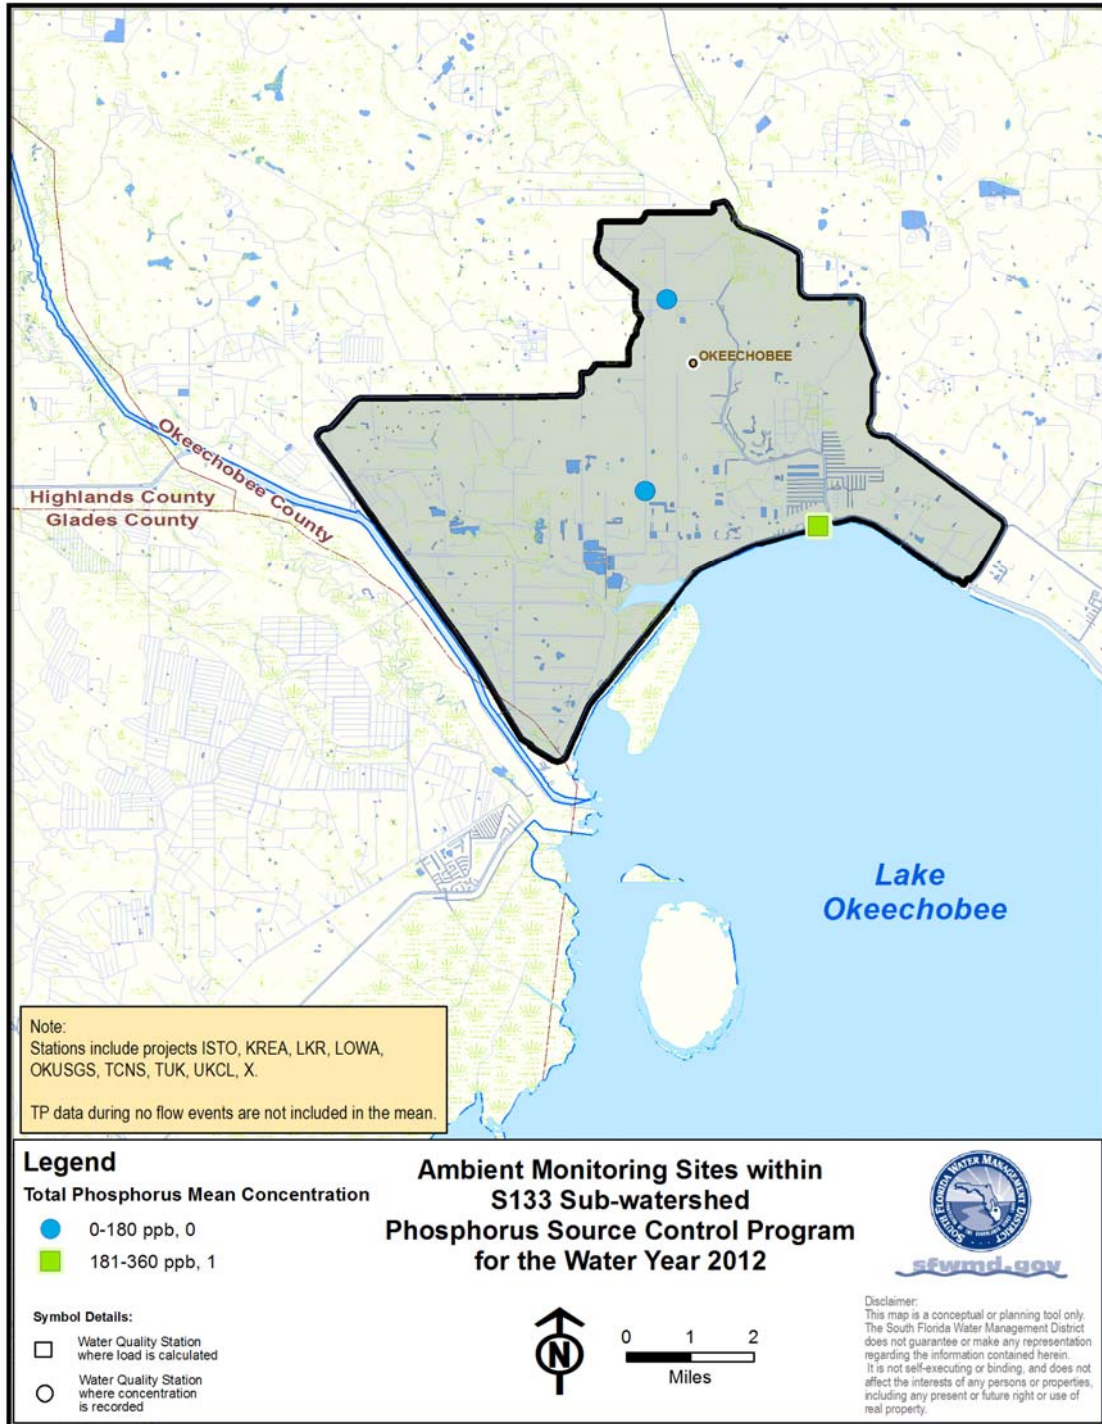 OKEECHOBEE
Okeechobee County
Highlands County
Glades County
Lake
Okeechobee
Note:
Stations include projects ISTO, KREA, LKR, LOWA,
OKUSGS, TCNS, TUK, UKCL, X.
TP data during no flow events are not included in the mean.
Legend
Total Phosphorus Mean Concentration
0-180 ppb, 0
181-360 ppb, 1
Symbol Details:
Water Quality Station
where load is calculated
Water Quality Station
where concentration
is recorded
Ambient Monitoring Sites within
S133 Sub-watershed
Phosphorus Source Control Program
for the Water Year 2012
N
0 1 2
Miles
SOUTH FLORIDA WATER MANAGEMENT DISTRICT
sfwmd.gov
Disclaimer:
This map is a conceptual or planning tool only.
The South Florida Water Management District
does not guarantee or make any representation
regarding the information contained herein.
It is not self-executing or binding, and does not
affect the interests of any persons or properties,
including any present or future right or use of
real property.